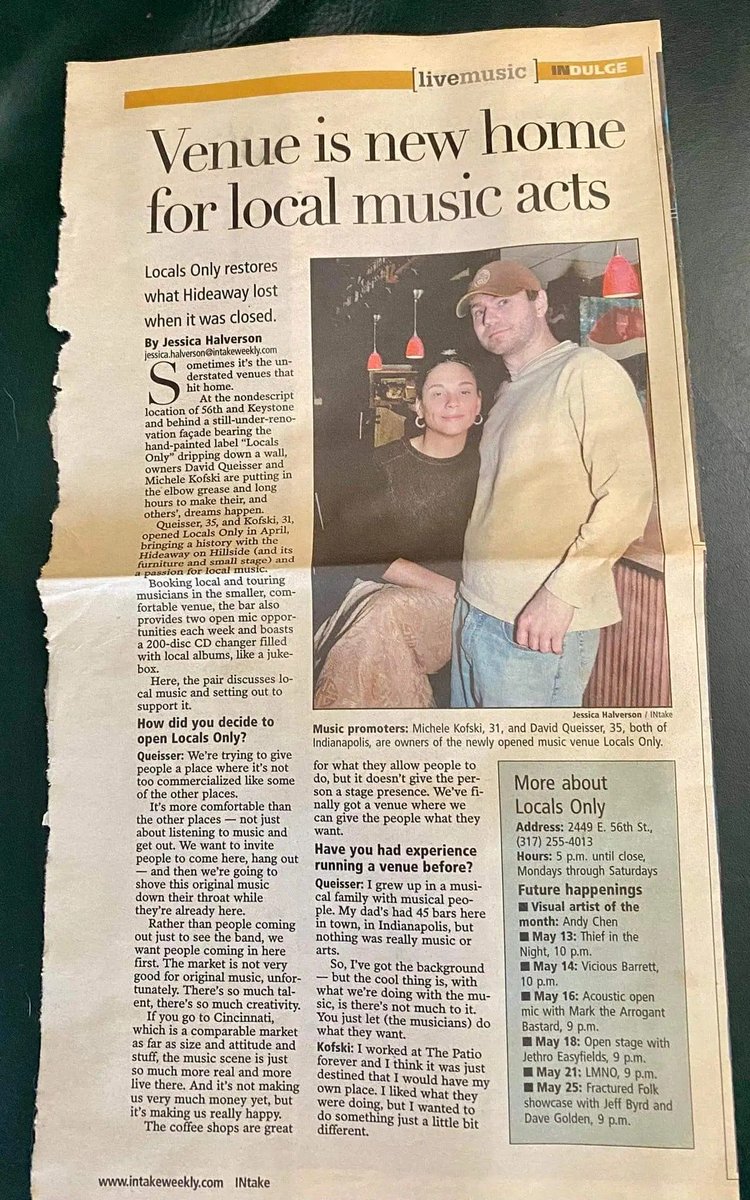 [livemusic] INDULGE
Venue is new home
for local music acts
Locals Only restores
what Hideaway lost
when it was closed.
By Jessica Halverson
jessica.halverson@intakeweekly.com
Sometimes it's the un-
derstated venues that
hit home.
At the nondescript
location of 56th and Keystone
and behind a still-under-reno-
vation façade bearing the
hand-painted label "Locals
Only" dripping down a wall,
owners David Queisser and
Michele Kofski are putting in
the elbow grease and long
hours to make their, and
others', dreams happen.
Queisser, 35, and Kofski, 31,
opened Locals Only in April,
bringing a history with the
Hideaway on Hillside (and its
furniture and small stage) and
a passion for local music.
Booking local and touring
musicians in the smaller, com-
fortable venue, the bar also
provides two open mic oppor-
tunities each week and boasts
a 200-disc CD changer filled
with local albums, like a juke-
box.
Here, the pair discusses lo-
cal music and setting out to
support it.
How did you decide to
open Locals Only?
Queisser: We're trying to give
people a place where it's not
too commercialized like some
of the other places.
It's more comfortable than
the other places — not just
about listening to music and
get out. We want to invite
people to come here, hang out
— and then we're going to
shove this original music
down their throat while
they're already here.
Rather than people coming
out just to see the band, we
want people coming in here
first. The market is not very
good for original music, unfor-
tunately. There's so much tal-
ent, there's so much creativity.
If you go to Cincinnati,
which is a comparable market
as far as size and attitude and
stuff, the music scene is just
so much more real and more
live there. And it's not making
us very much money yet, but
it's making us really happy.
The coffee shops are great
Jessica Halverson / INtake
Music promoters: Michele Kofski, 31, and David Queisser, 35, both of
Indianapolis, are owners of the newly opened music venue Locals Only.
for what they allow people to
do, but it doesn't give the per-
son a stage presence. We've fi-
nally got a venue where we
can give the people what they
want.
Have you had experience
running a venue before?
Queisser: I grew up in a musi-
cal family with musical peo-
ple. My dad's had 45 bars here
in town, in Indianapolis, but
nothing was really music or
arts.
So, I've got the background
— but the cool thing is, with
what we're doing with the mu-
sic, is there's not much to it.
You just let (the musicians) do
what they want.
Kofski: I worked at The Patio
forever and I think it was just
destined that I would have my
own place. I liked what they
were doing, but I wanted to
do something just a little bit
different.
More about
Locals Only
Address: 2449 E. 56th St.,
(317) 255-4013
Hours: 5 p.m. until close,
Mondays through Saturdays
Future happenings
■ Visual artist of the
month: Andy Chen
■ May 13: Thief in the
Night, 10 p.m.
■ May 14: Vicious Barrett,
10 p.m.
■ May 16: Acoustic open
mic with Mark the Arrogant
Bastard, 9 p.m.
■ May 18: Open stage with
Jethro Easyfields, 9 p.m.
■ May 21: LMNO, 9 p.m.
■ May 25: Fractured Folk
showcase with Jeff Byrd and
Dave Golden, 9 p.m.
www.intakeweekly.com INtake